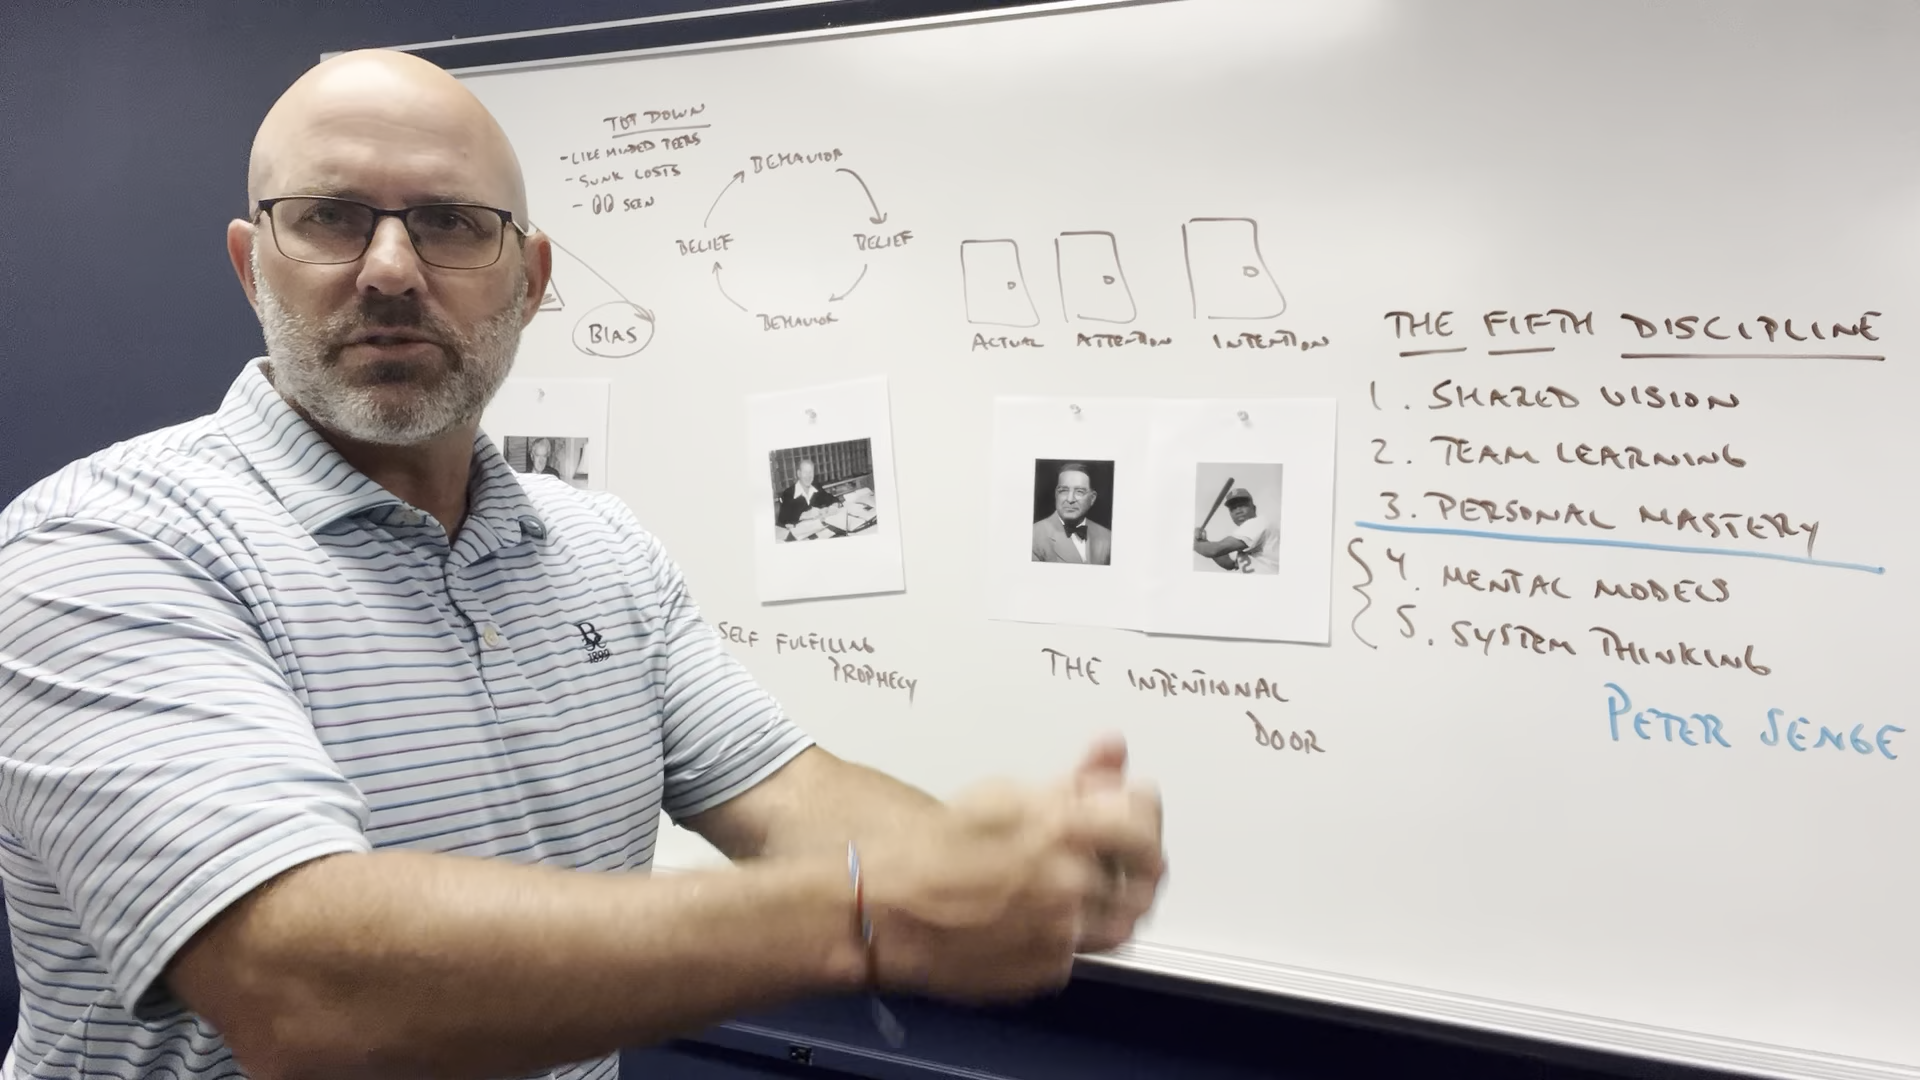 TOP DOWN
- LIKE MINDED PEERS
- SUNK COSTS
- SEEN
BEHAVIOR
BELIEF
BELIEF
BEHAVIOR
BIAS
ACTUAL
ATTENTION
INTENTION
SELF FULFILLING
PROPHECY
THE INTENTIONAL
DOOR
THE FIFTH DISCIPLINE
1. SHARED VISION
2. TEAM LEARNING
3. PERSONAL MASTERY
4. MENTAL MODELS
5. SYSTEM THINKING
PETER SENGE
1899